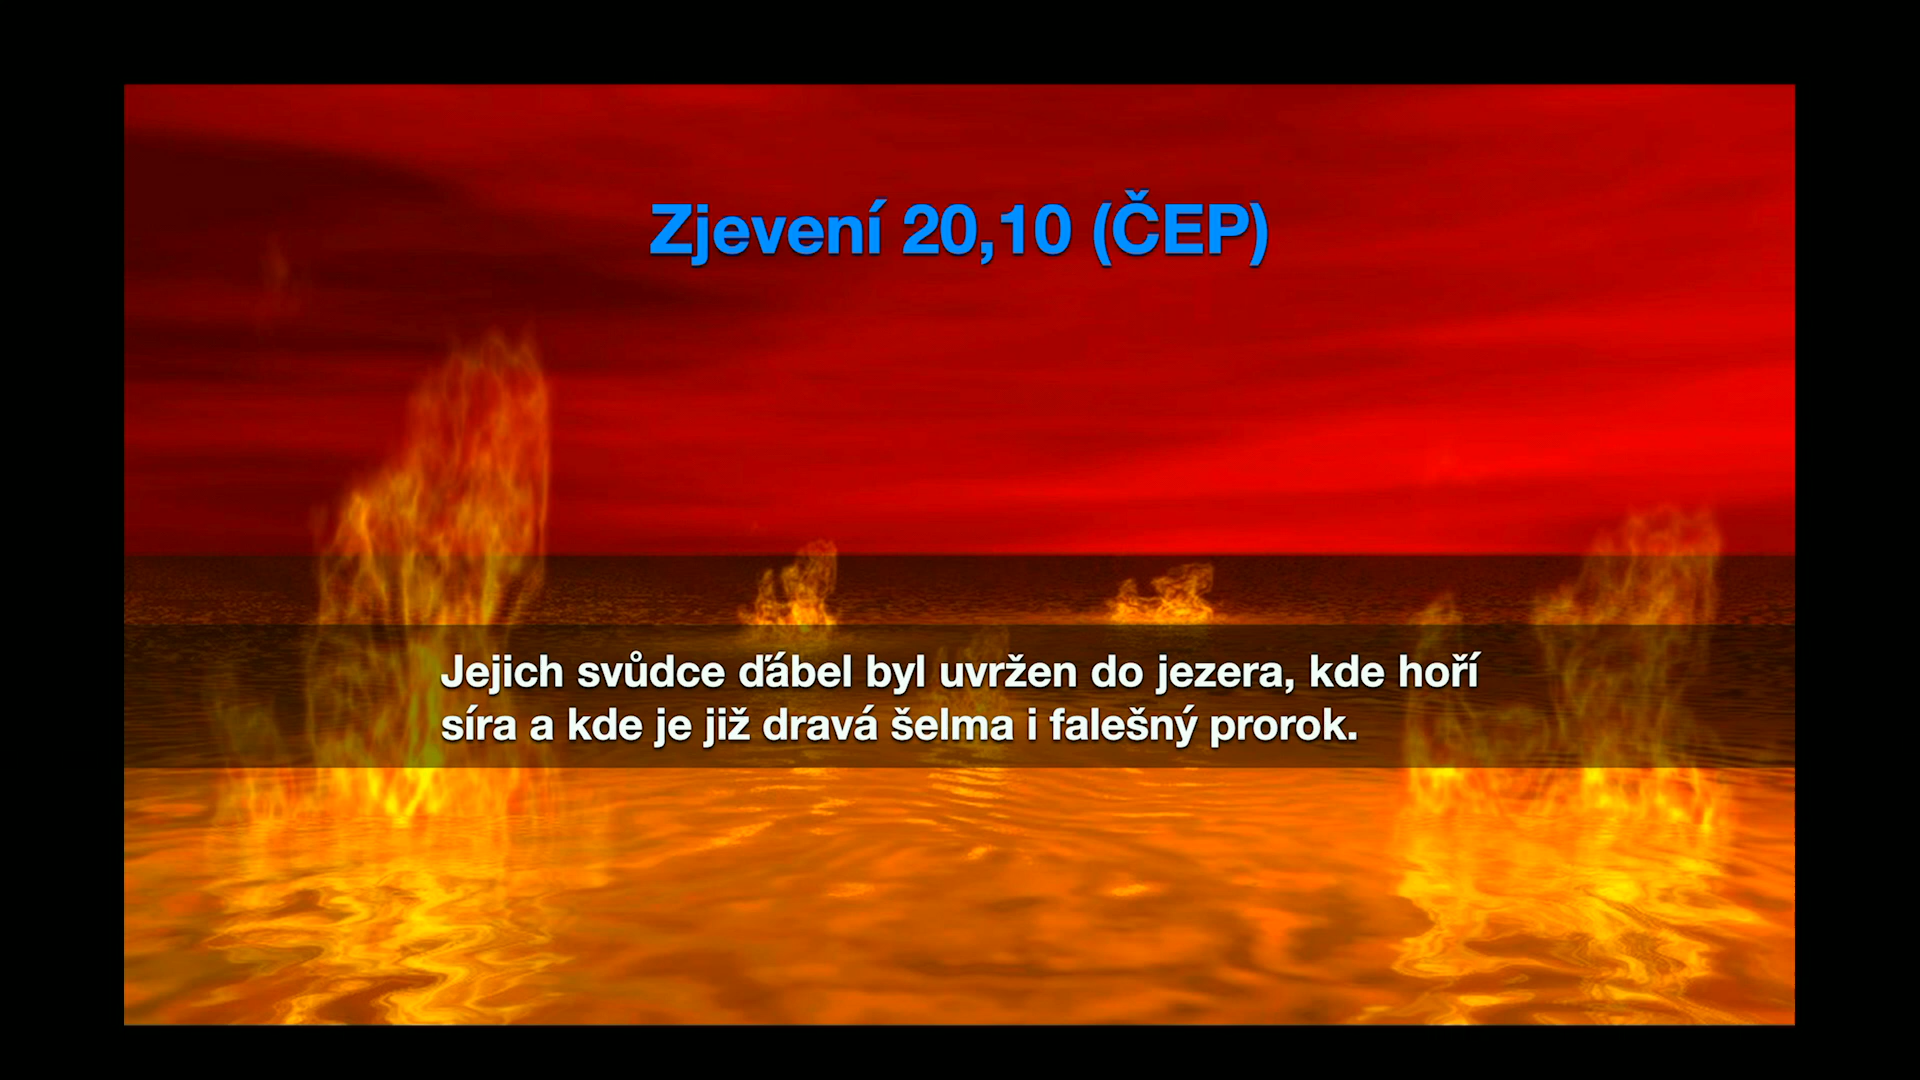 Zjevení 20,10 (ČEP)
Jejich svůdce ďábel byl uvržen do jezera, kde hoří
síra a kde je již dravá šelma i falešný prorok.